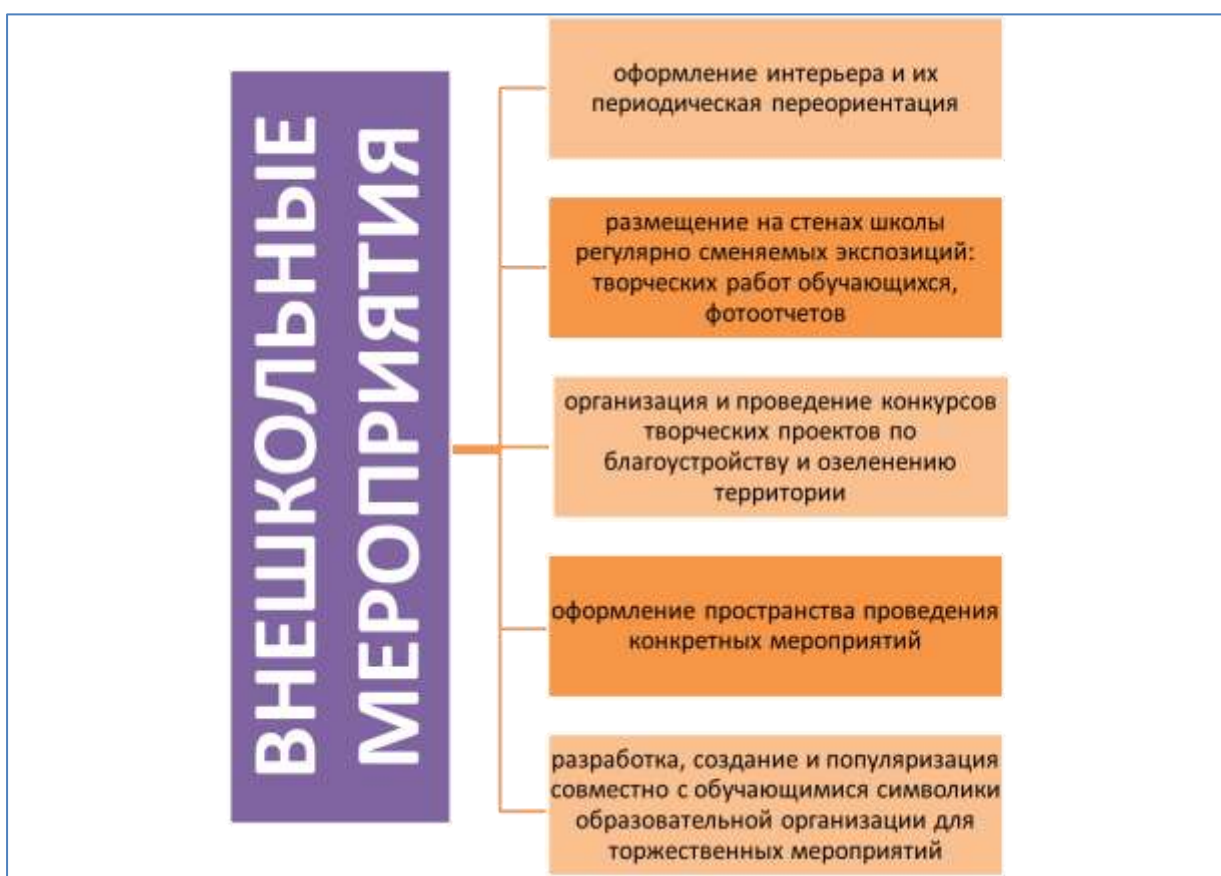 ВНЕШКОЛЬНЫЕ
МЕРОПРИЯТИЯ
оформление интерьера и их
периодическая переориентация
размещение на стенах школы
регулярно сменяемых экспозиций:
творческих работ обучающихся,
фотоотчетов
организация и проведение конкурсов
творческих проектов по
благоустройству и озеленению
территории
оформление пространства проведения
конкретных мероприятий
разработка, создание и популяризация
совместно с обучающимися символики
образовательной организации для
торжественных мероприятий